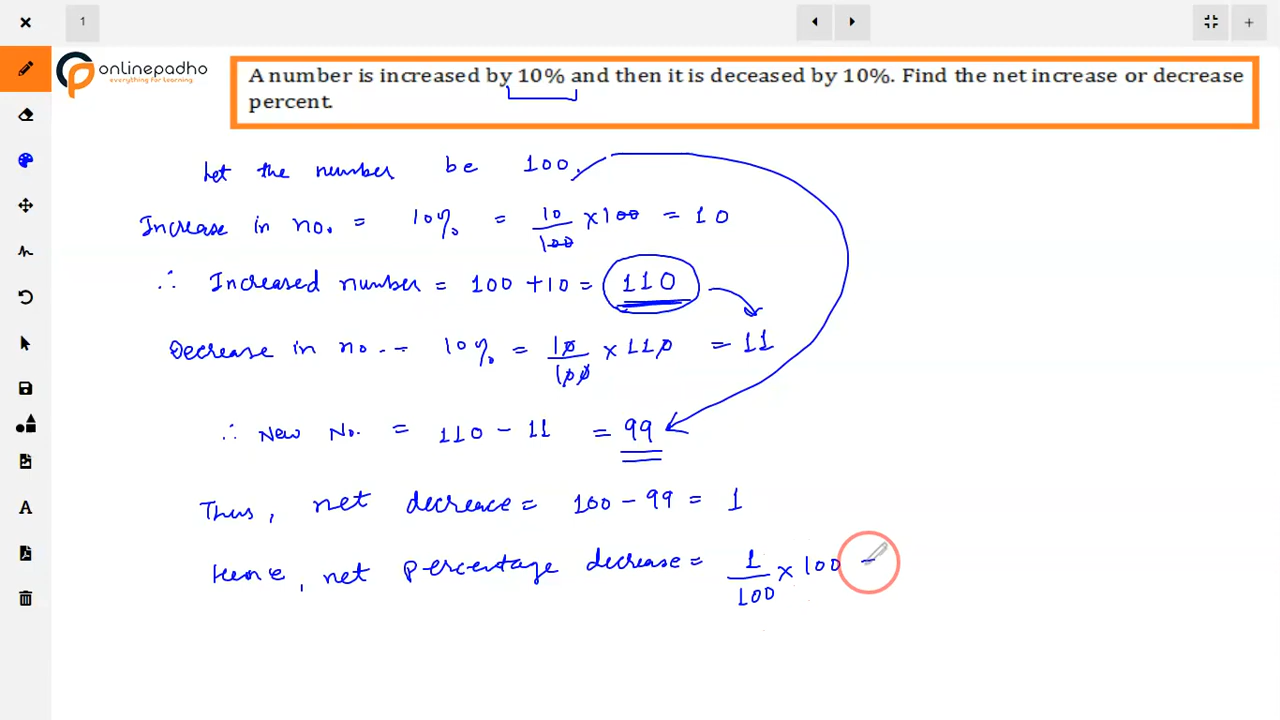 1
onlinepadho
everything for learning
A number is increased by 10% and then it is deceased by 10%. Find the net increase or decrease
percent.
Let the number be 100.
Increase in no. = 10% = 10/100 × 100 = 10
∴ Increased number = 100 + 10 = 110
Decrease in no. - 10% = 10/100 × 110 = 11
∴ New No. = 110 - 11 = 99
Thus, net decrease = 100 - 99 = 1
Hence, net percentage decrease = 1/100 × 100 -
A